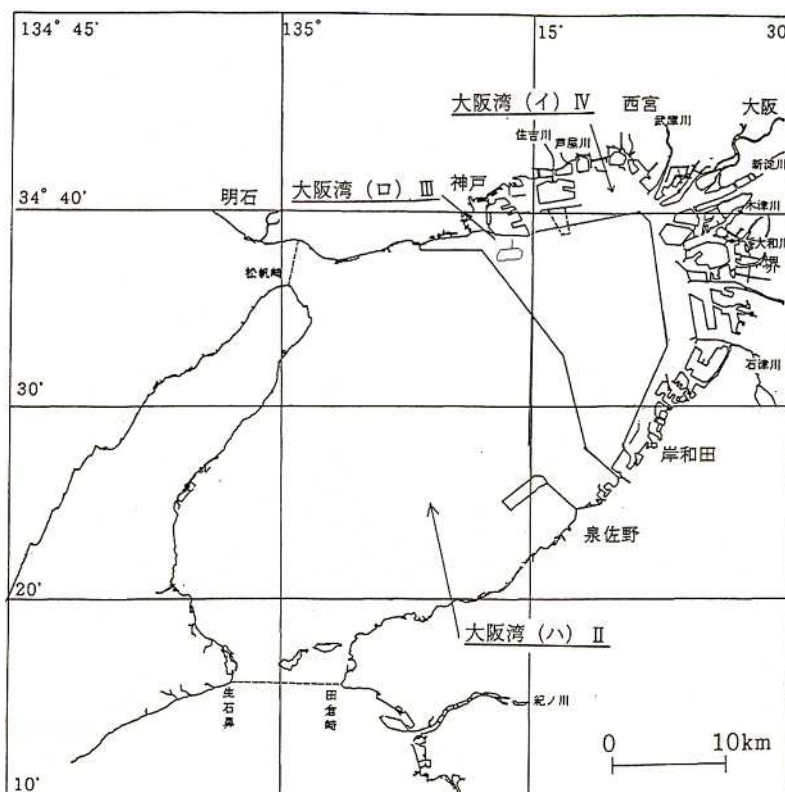 134° 45′
135°
15′
30
大阪湾（イ）Ⅳ
西宮
大阪
武庫川
住吉川
芦屋川
新淀川
34° 40′
明石
大阪湾（ロ）Ⅲ
神戸
木津川
大和川
堺
松帆崎
石津川
30′
岸和田
泉佐野
20′
大阪湾（ハ）Ⅱ
生石鼻
田倉崎
紀ノ川
0
10km
10′